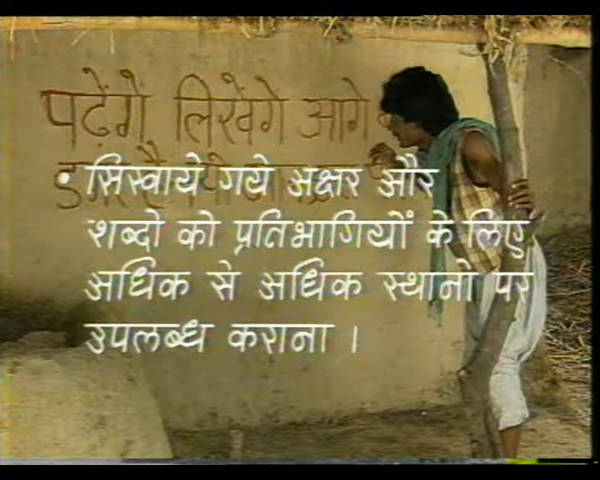 पढ़ेंगें लिखेंगे आगे
• सिखाये गये अक्षर और
शब्दो को प्रतिभागियों के लिए
अधिक से अधिक स्थानो पर
उपलब्ध कराना ।